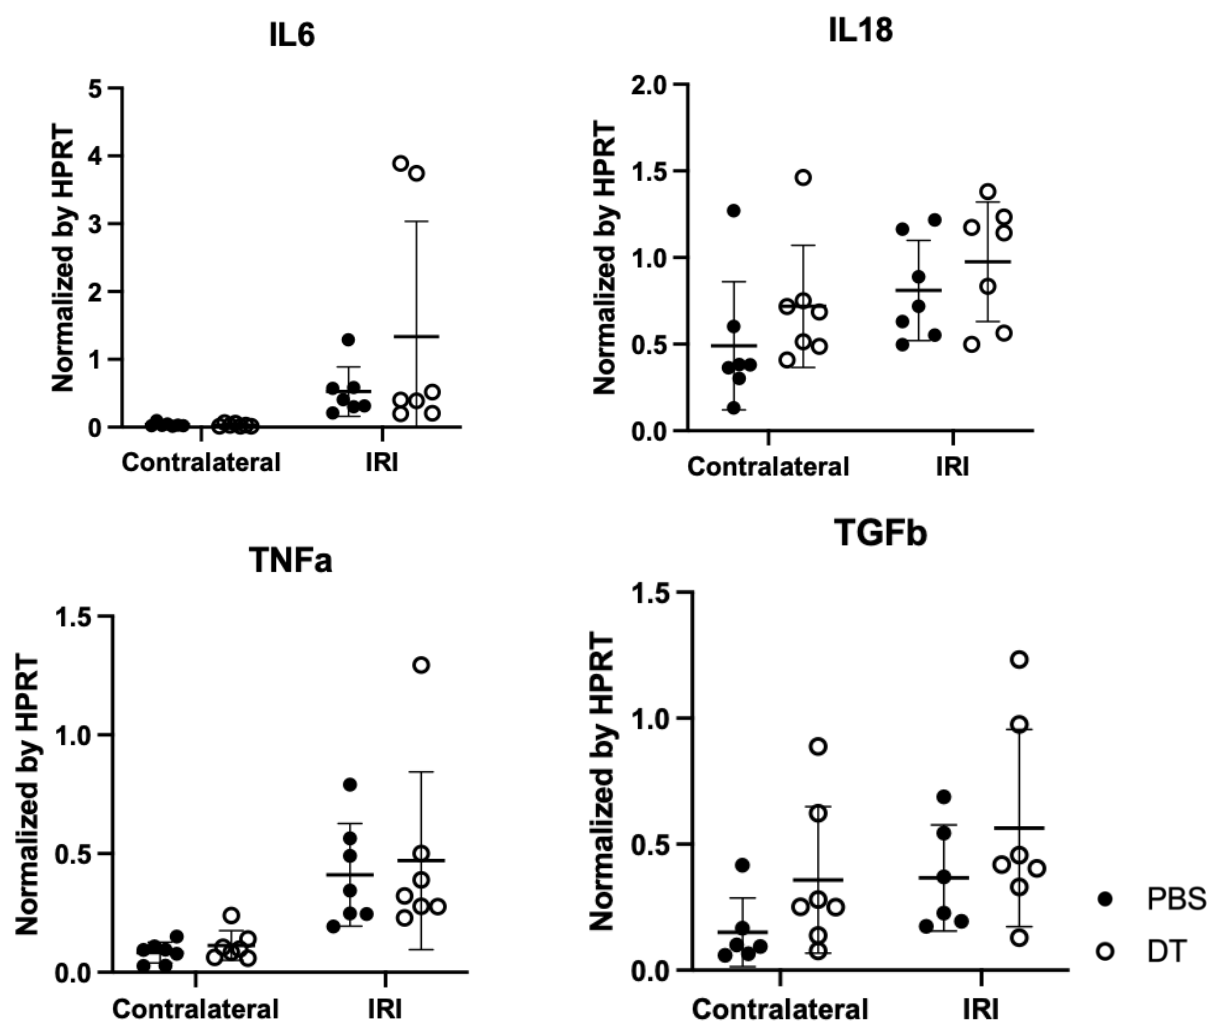 IL6
Normalized by HPRT
5
4
3
2
1
0
Contralateral
IRI
IL18
Normalized by HPRT
2.0
1.5
1.0
0.5
0.0
Contralateral
IRI
TNFa
Normalized by HPRT
1.5
1.0
0.5
0.0
Contralateral
IRI
TGFb
Normalized by HPRT
1.5
1.0
0.5
0.0
Contralateral
IRI
PBS
DT